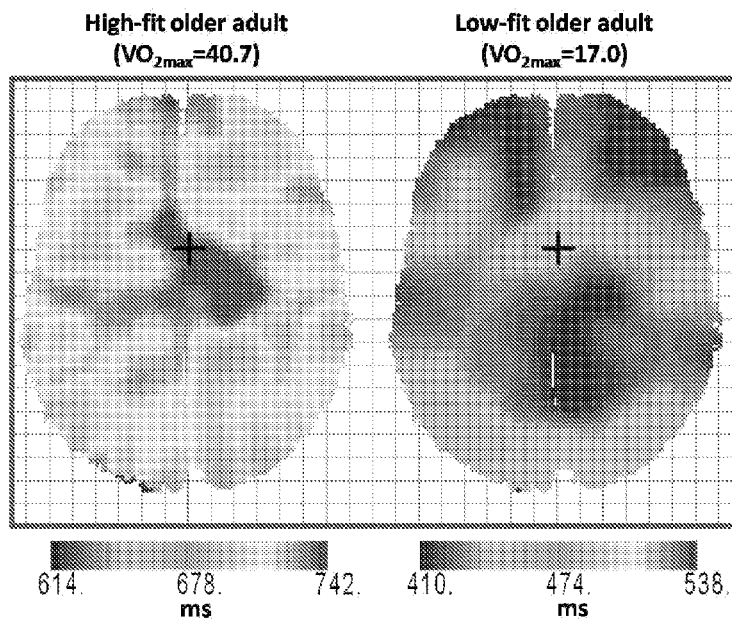 High-fit older adult
(VO2max=40.7)
Low-fit older adult
(VO2max=17.0)
614. 678. 742.
ms
410. 474. 538.
ms